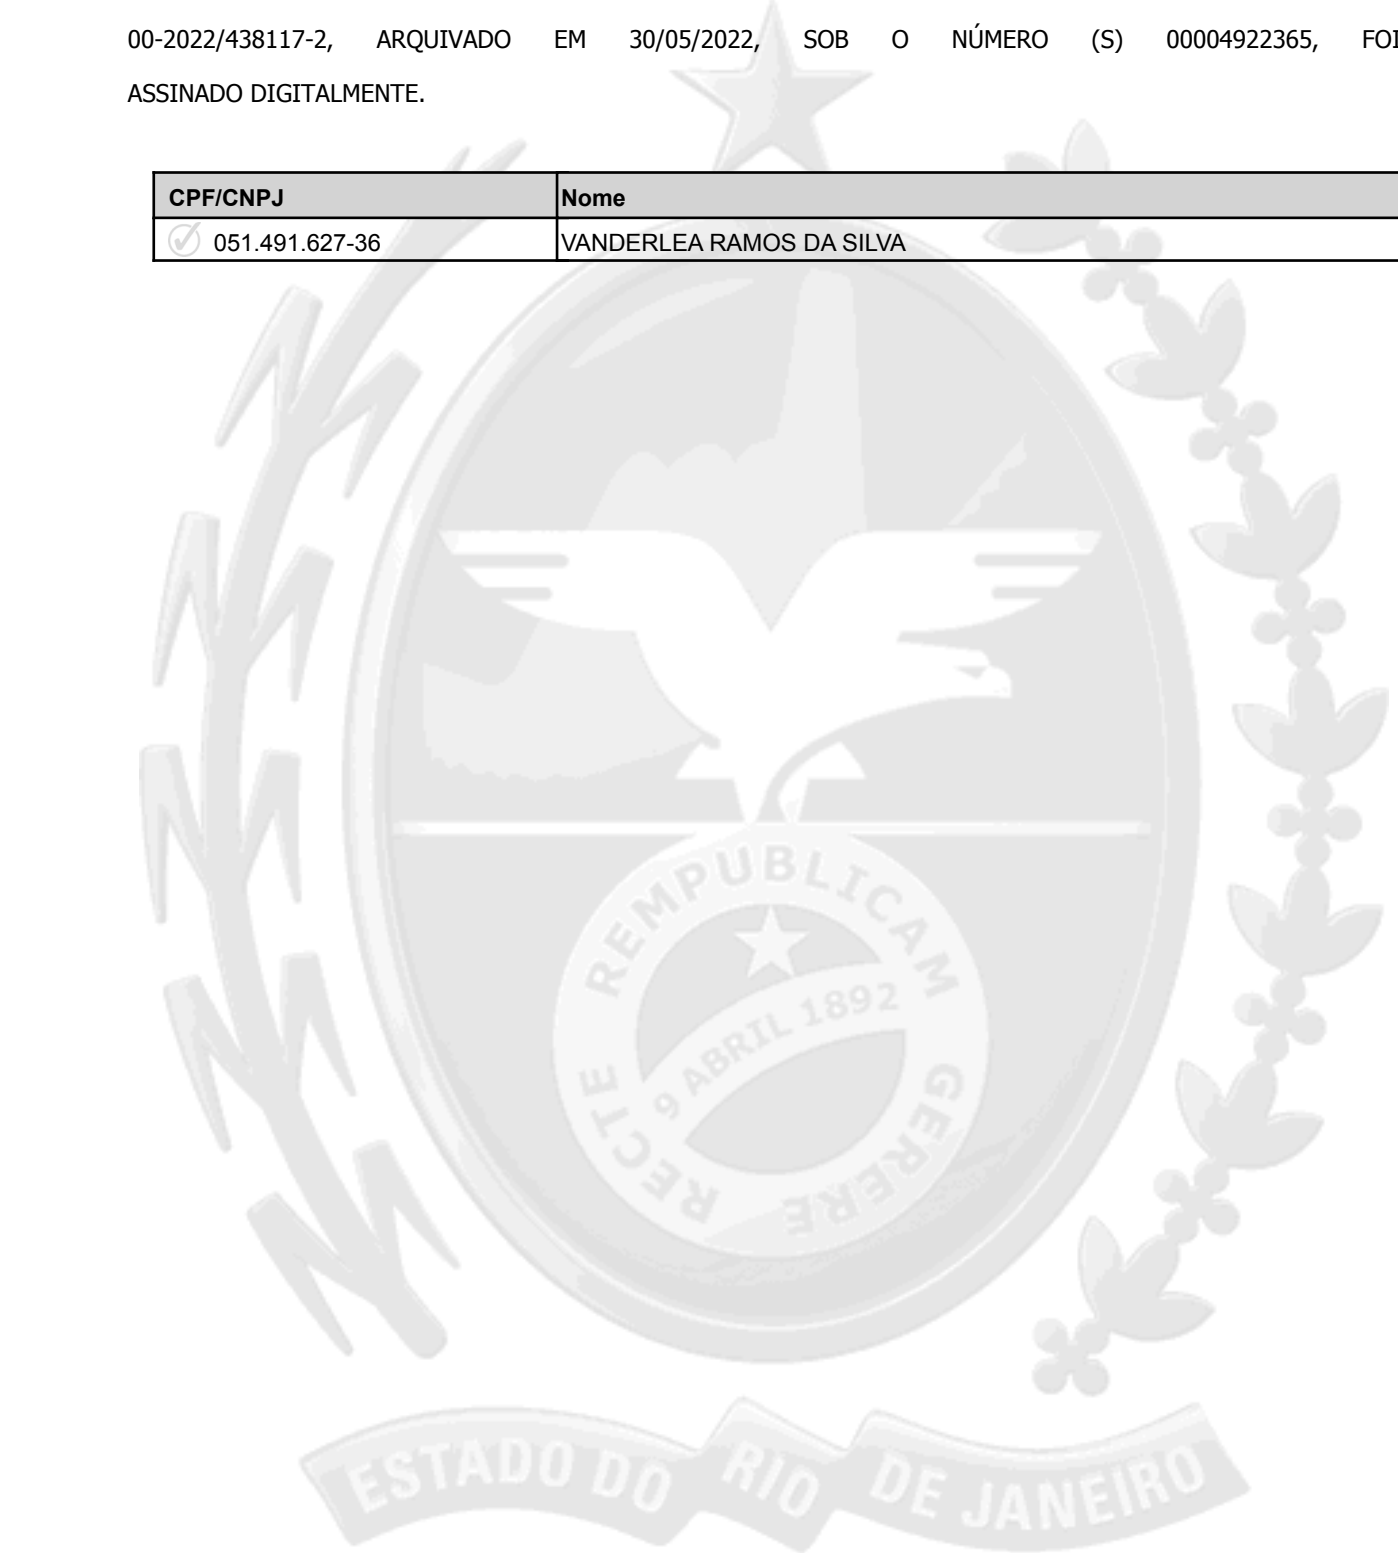 00-2022/438117-2, ARQUIVADO EM 30/05/2022, SOB O NÚMERO (S) 00004922365, FOI
ASSINADO DIGITALMENTE.
CPF/CNPJ Nome
051.491.627-36 VANDERLEA RAMOS DA SILVA
RECTE REMPUBLICAM GERERE
9 ABRIL 1892
ESTADO DO RIO DE JANEIRO